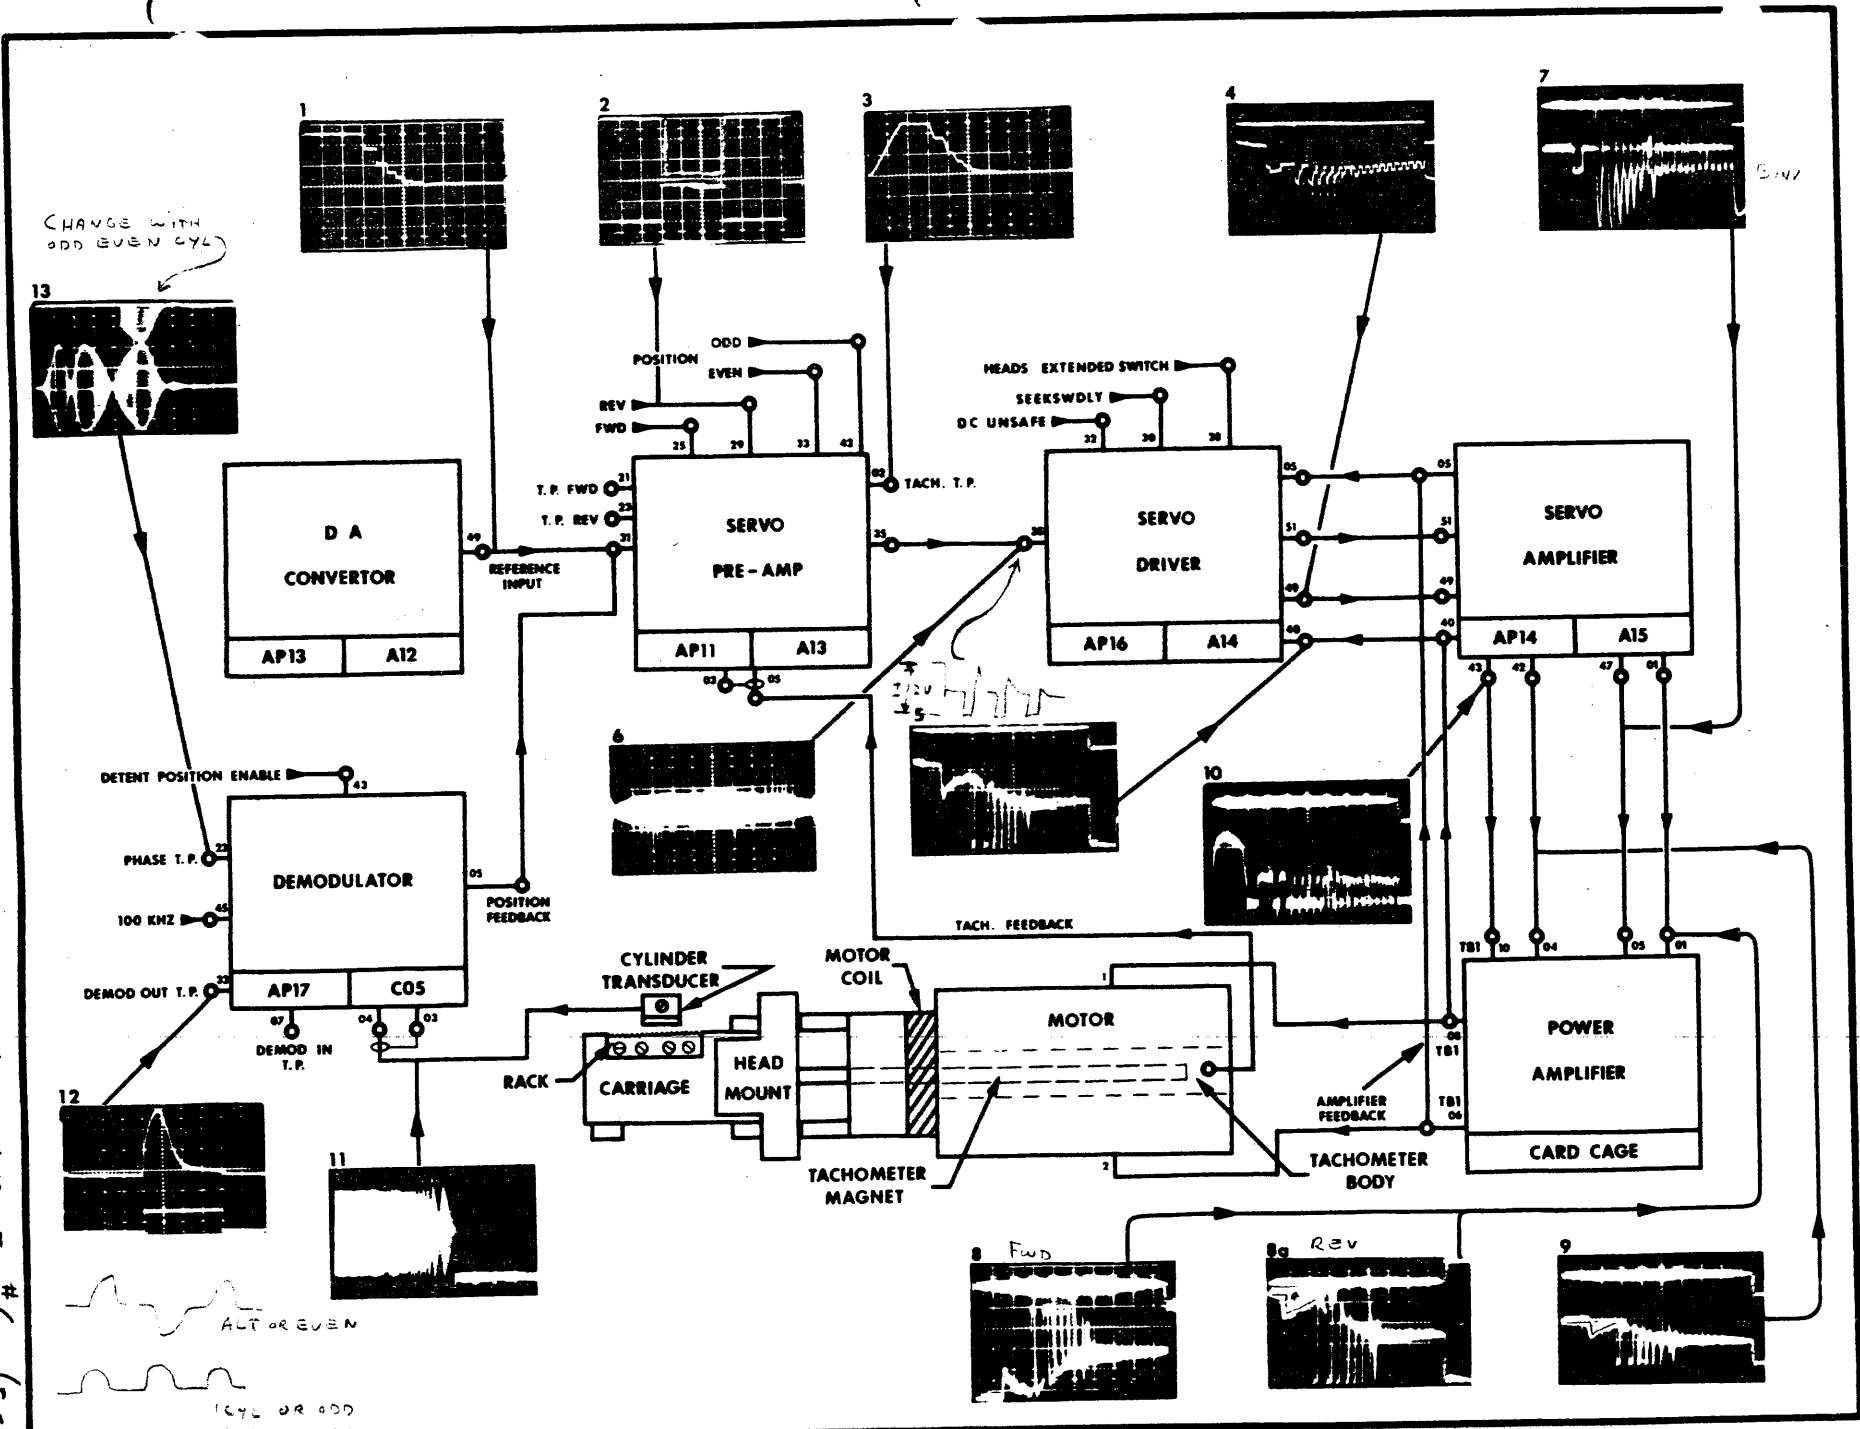 1
2
3
4
7
CHANGE WITH
ODD EVEN CYL
13
ODD
POSITION
EVEN
REV
FWD
25
29
33
42
HEADS EXTENDED SWITCH
SEEKSWDLY
DC UNSAFE
32
30
28
T.P. FWD
21
T.P. REV
23
31
02
TACH. T.P.
D A
CONVERTOR
49
REFERENCE
INPUT
AP13
A12
SERVO
PRE-AMP
35
AP11
A13
03
05
SERVO
DRIVER
05
51
49
40
AP16
A14
05
51
49
40
SERVO
AMPLIFIER
AP14
A15
43
42
47
01
5
6
10
DETENT POSITION ENABLE
43
PHASE T.P.
DEMODULATOR
05
POSITION
FEEDBACK
100 KHZ
45
DEMOD OUT T.P.
33
AP17
C05
07
04
03
DEMOD IN
T.P.
TACH. FEEDBACK
CYLINDER
TRANSDUCER
MOTOR
COIL
1
MOTOR
RACK
CARRIAGE
HEAD
MOUNT
TACHOMETER
MAGNET
2
TACHOMETER
BODY
AMPLIFIER
FEEDBACK
TB1
10
04
05
01
08
TB1
TB1
06
POWER
AMPLIFIER
CARD CAGE
12
11
8
FWD
8a
REV
9
ALT OR EVEN
1 CYL OR ODD